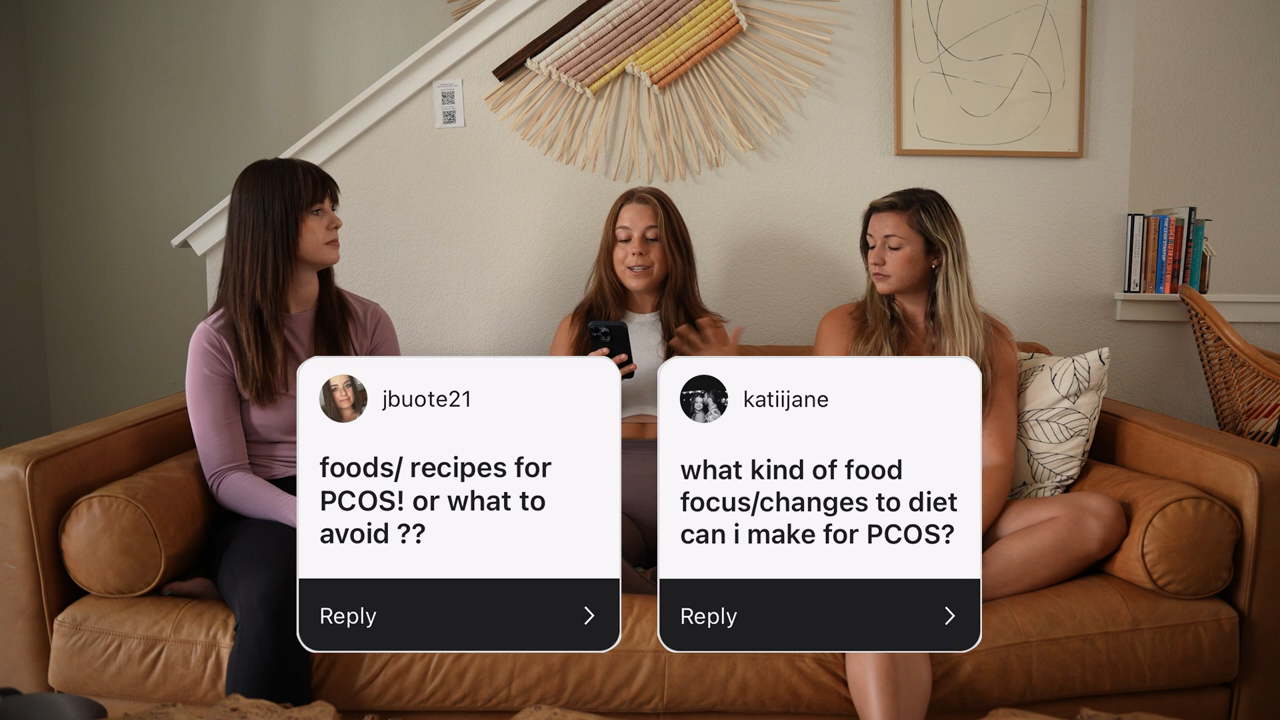 jbuote21
foods/ recipes for
PCOS! or what to
avoid ??
Reply
katiijane
what kind of food
focus/changes to diet
can i make for PCOS?
Reply